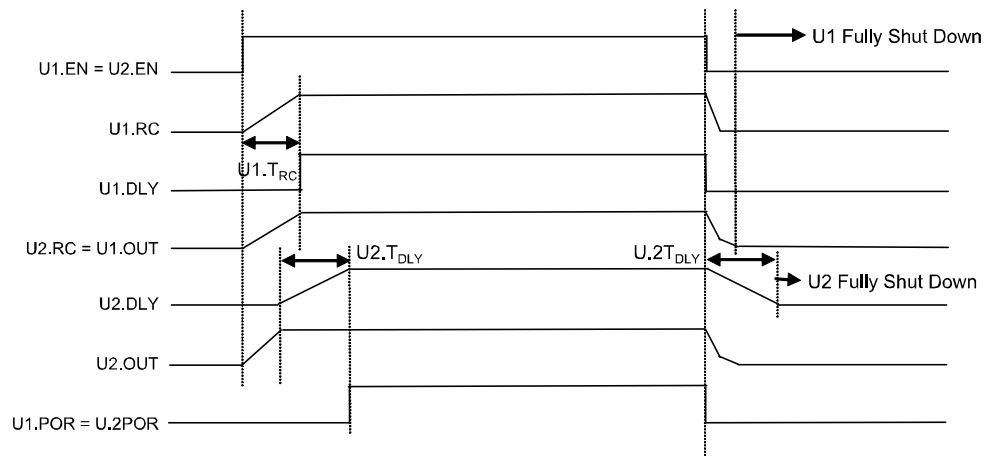 U1 Fully Shut Down
U1.EN = U2.EN
U1.RC
U1.TRC
U1.DLY
U2.RC = U1.OUT
U2.TDLY
U.2TDLY
U2 Fully Shut Down
U2.DLY
U2.OUT
U1.POR = U.2POR